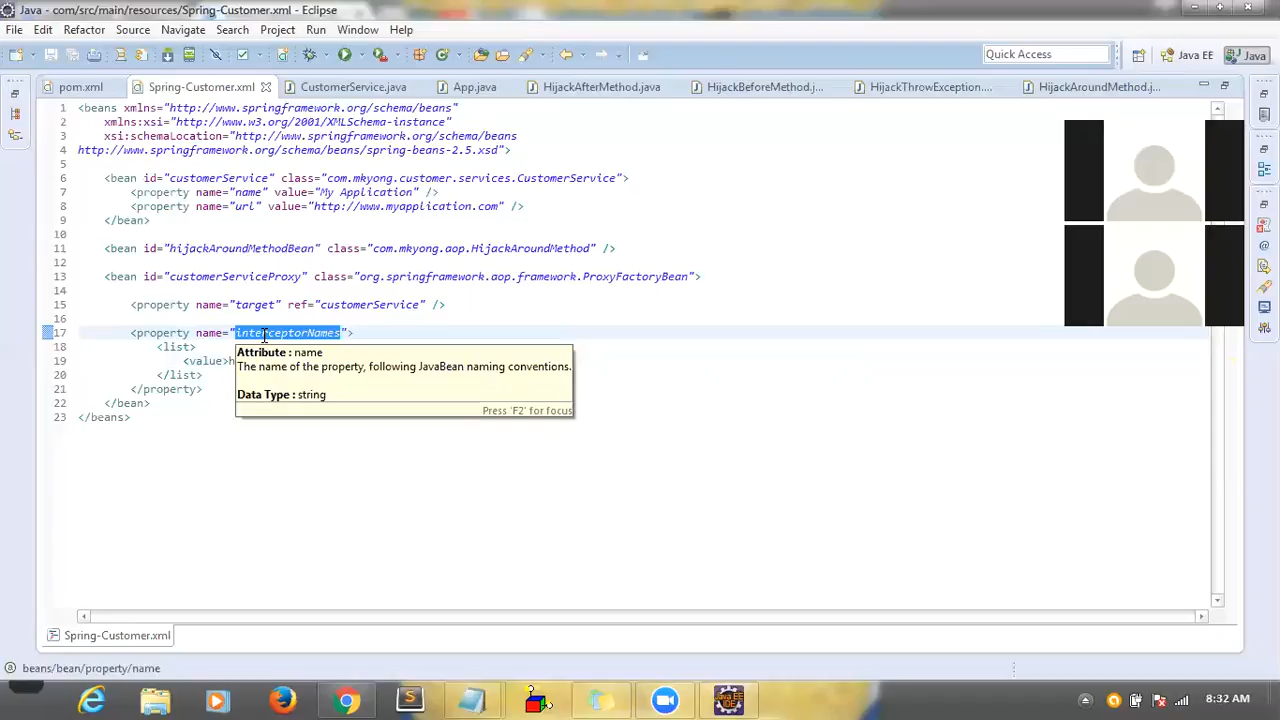 Java - com/src/main/resources/Spring-Customer.xml - Eclipse
File Edit Refactor Source Navigate Search Project Run Window Help
Quick Access Java EE Java
pom.xml Spring-Customer.xml CustomerService.java App.java HijackAfterMethod.java HijackBeforeMethod.j... HijackThrowException.... HijackAroundMethod.j...
1 <beans xmlns="http://www.springframework.org/schema/beans"
2 xmlns:xsi="http://www.w3.org/2001/XMLSchema-instance"
3 xsi:schemaLocation="http://www.springframework.org/schema/beans
4 http://www.springframework.org/schema/beans/spring-beans-2.5.xsd">
5
6 <bean id="customerService" class="com.mkyong.customer.services.CustomerService">
7 <property name="name" value="My Application" />
8 <property name="url" value="http://www.myapplication.com" />
9 </bean>
10
11 <bean id="hijackAroundMethodBean" class="com.mkyong.aop.HijackAroundMethod" />
12
13 <bean id="customerServiceProxy" class="org.springframework.aop.framework.ProxyFactoryBean">
14
15 <property name="target" ref="customerService" />
16
17 <property name="interceptorNames">
18 <list>
19 <value>h
20 </list>
21 </property>
22 </bean>
23 </beans>
Attribute : name
The name of the property, following JavaBean naming conventions.
Data Type : string
Press 'F2' for focus
Spring-Customer.xml
beans/bean/property/name
Java EE
IDE
8:32 AM